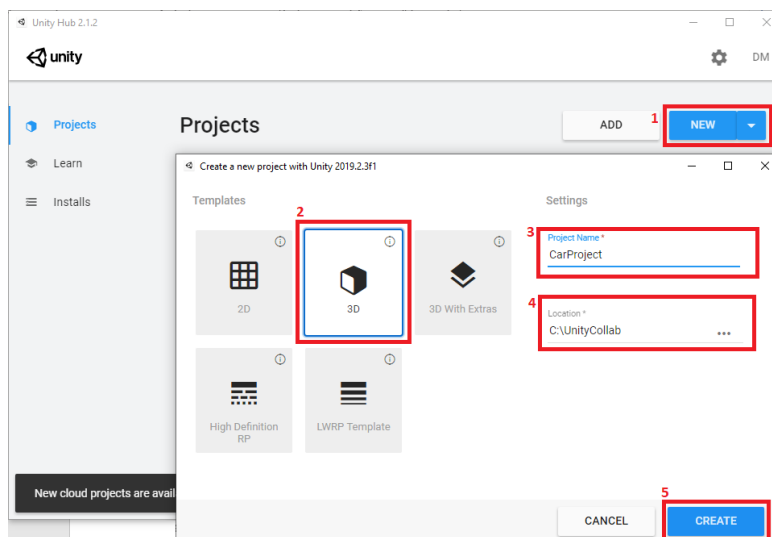 Unity Hub 2.1.2
unity
DM
Projects
Learn
Installs
Projects
ADD
1
NEW
Create a new project with Unity 2019.2.3f1
Templates
Settings
2
2D
3D
3D With Extras
High Definition
RP
LWRP Template
3
Project Name *
CarProject
4
Location *
C:\UnityCollab
...
New cloud projects are avail
CANCEL
5
CREATE